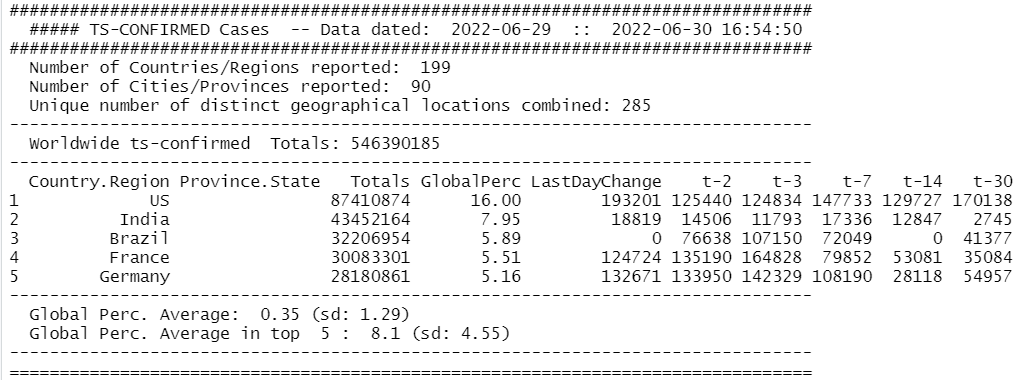 ################################################################################
##### TS-CONFIRMED Cases  -- Data dated:  2022-06-29  ::  2022-06-30 16:54:50
################################################################################
Number of Countries/Regions reported:  199
Number of Cities/Provinces reported:  90
Unique number of distinct geographical locations combined: 285
--------------------------------------------------------------------------------
Worldwide ts-confirmed  Totals: 546390185
--------------------------------------------------------------------------------
Country.Region Province.State   Totals GlobalPerc LastDayChange    t-2    t-3    t-7   t-14   t-30
1             US                87410874      16.00        193201 125440 124834 147733 129727 170138
2          India                43452164       7.95         18819  14506  11793  17336  12847   2745
3         Brazil                32206954       5.89             0  76638 107150  72049      0  41377
4         France                30083301       5.51        124724 135190 164828  79852  53081  35084
5        Germany                28180861       5.16        132671 133950 142329 108190  28118  54957
--------------------------------------------------------------------------------
Global Perc. Average:  0.35 (sd: 1.29)
Global Perc. Average in top  5 :  8.1 (sd: 4.55)
--------------------------------------------------------------------------------
================================================================================